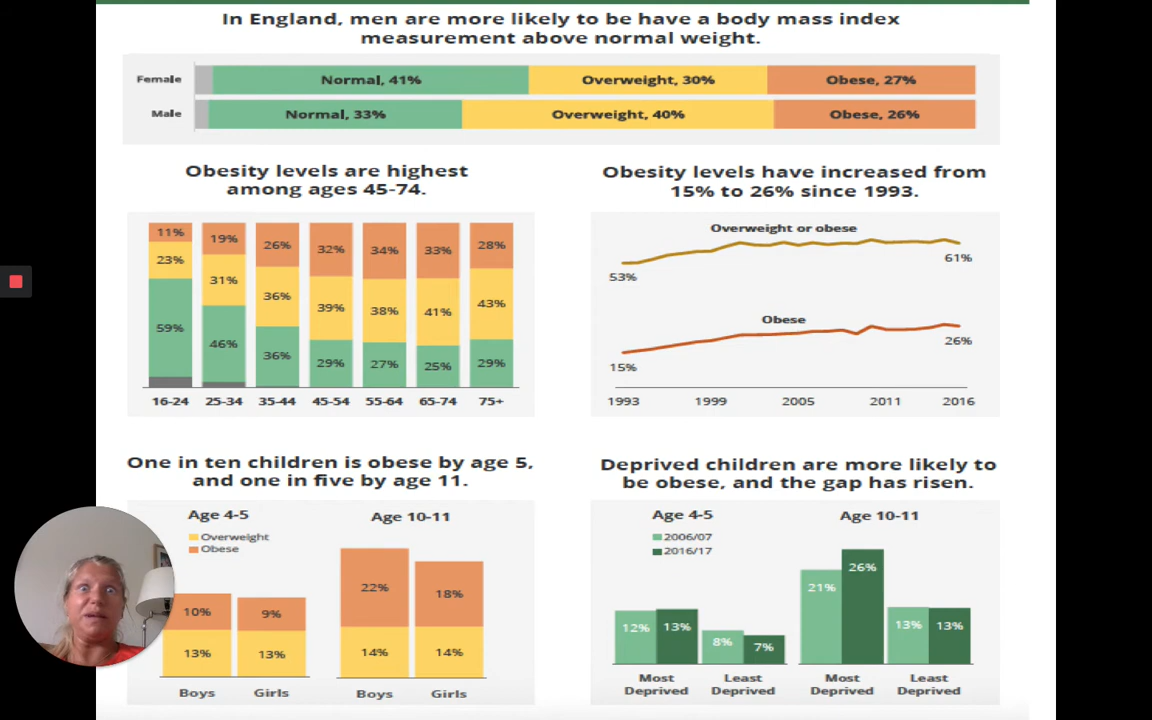 In England, men are more likely to be have a body mass index
measurement above normal weight.
Female
Normal, 41%
Overweight, 30%
Obese, 27%
Male
Normal, 33%
Overweight, 40%
Obese, 26%
Obesity levels are highest
among ages 45-74.
11% 19% 26% 32% 34% 33% 28%
23% 31% 36% 39% 38% 41% 43%
59% 46% 36% 29% 27% 25% 29%
16-24 25-34 35-44 45-54 55-64 65-74 75+
Obesity levels have increased from
15% to 26% since 1993.
Overweight or obese
53%
61%
Obese
15%
26%
1993 1999 2005 2011 2016
One in ten children is obese by age 5,
and one in five by age 11.
Age 4-5
Overweight
Obese
10% 9%
13% 13%
Boys Girls
Age 10-11
22% 18%
14% 14%
Boys Girls
Deprived children are more likely to
be obese, and the gap has risen.
Age 4-5
2006/07
2016/17
12% 13% 8% 7%
Most
Deprived
Least
Deprived
Age 10-11
21% 26% 13% 13%
Most
Deprived
Least
Deprived